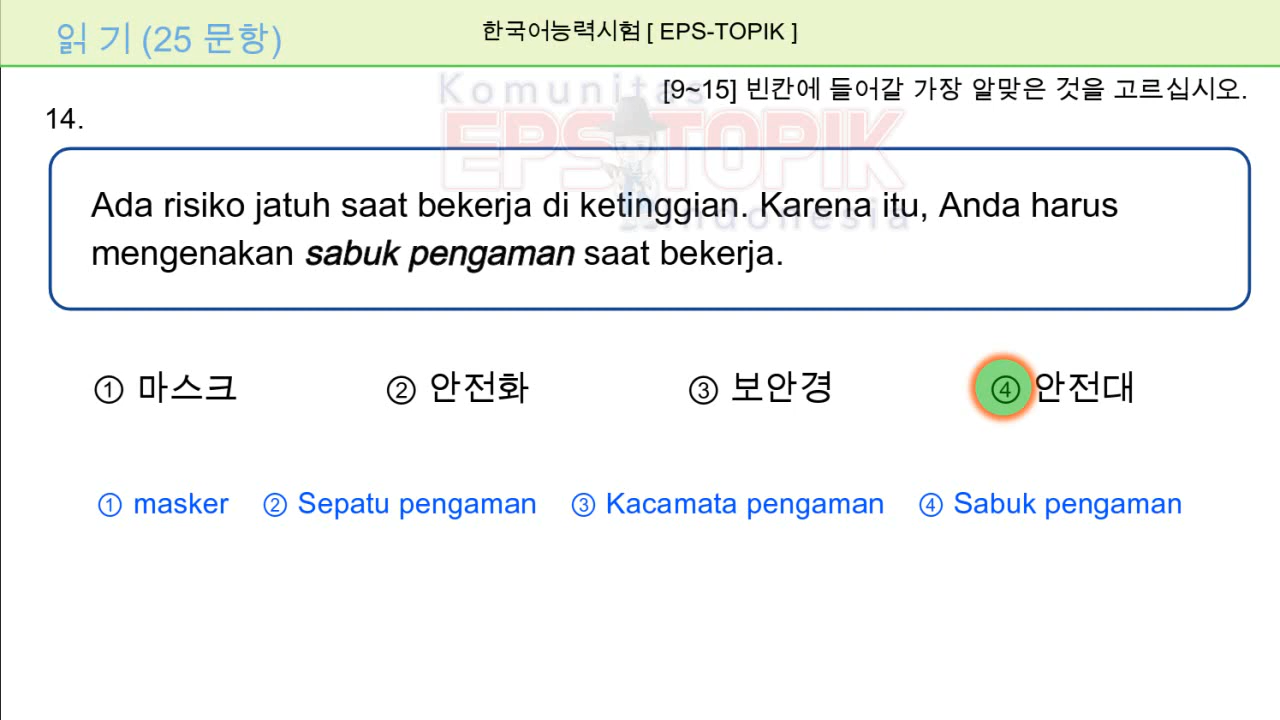 읽 기 (25 문항)
한국어능력시험 [ EPS-TOPIK ]
[9~15] 빈칸에 들어갈 가장 알맞은 것을 고르십시오.
Komunitas
EPS TOPIK
Indonesia
14.
Ada risiko jatuh saat bekerja di ketinggian. Karena itu, Anda harus
mengenakan sabuk pengaman saat bekerja.
① 마스크 ② 안전화 ③ 보안경 ④ 안전대
① masker ② Sepatu pengaman ③ Kacamata pengaman ④ Sabuk pengaman